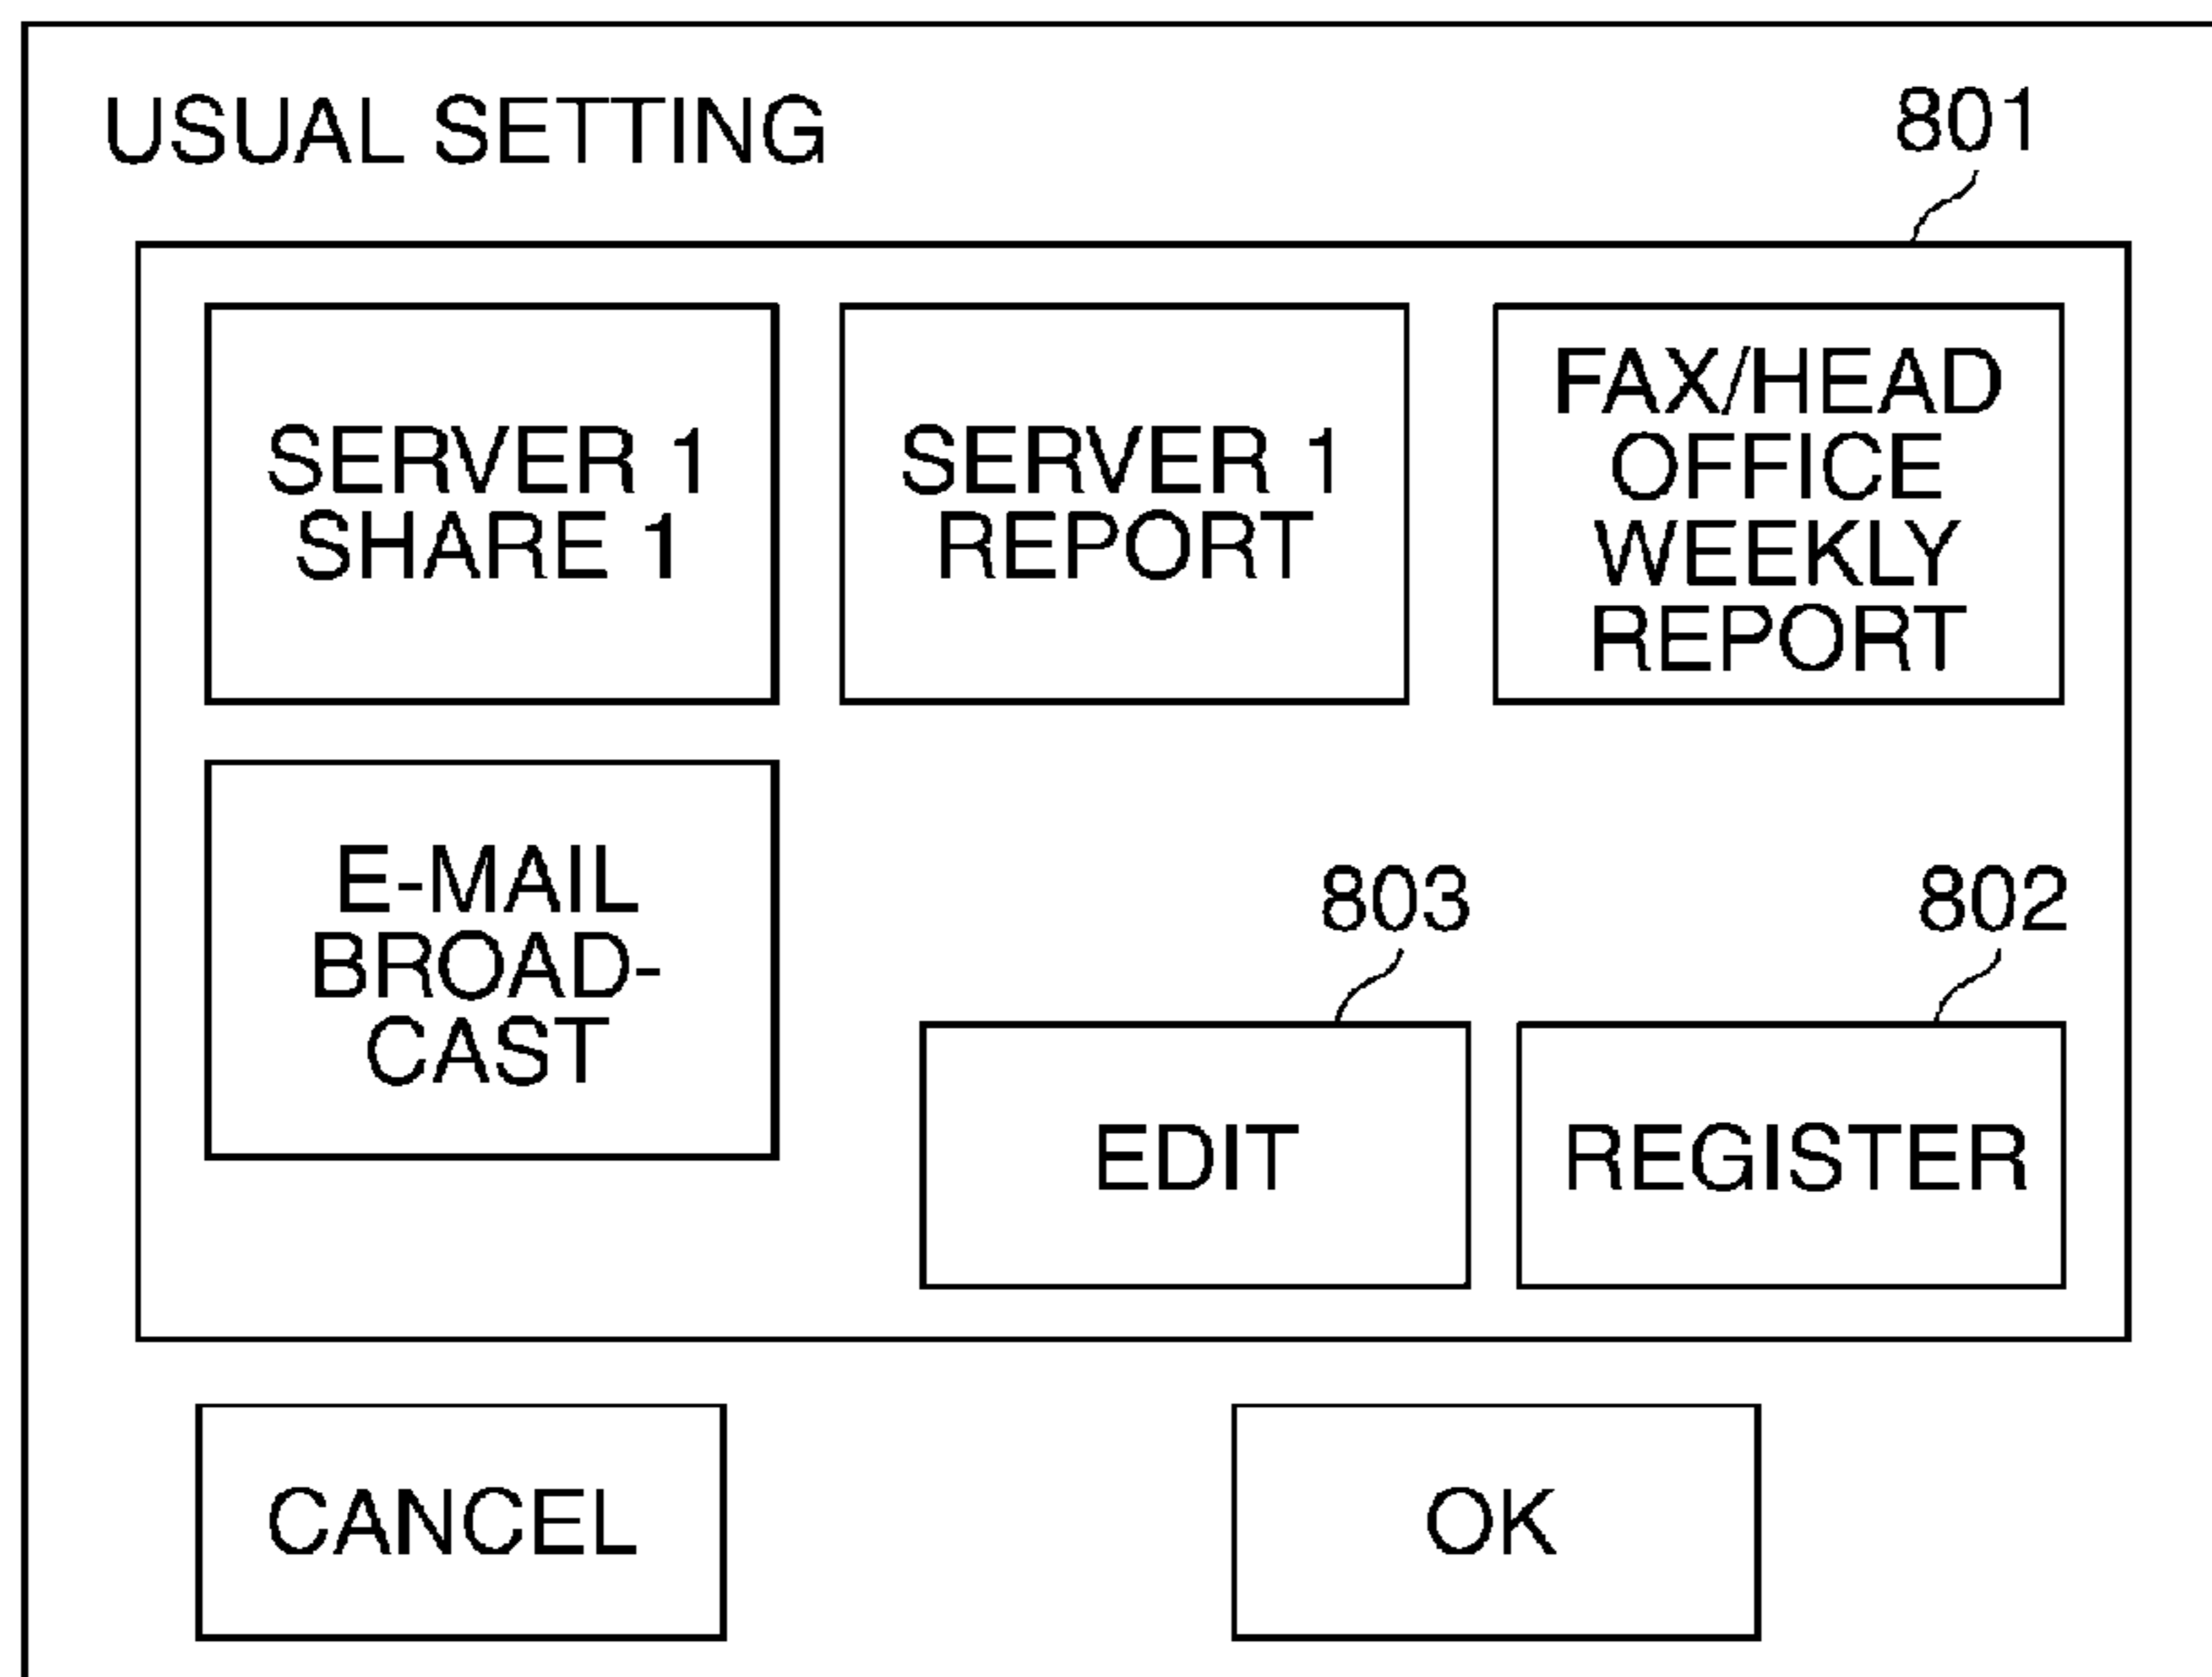 USUAL SETTING
801
SERVER 1
SHARE 1
SERVER 1
REPORT
FAX/HEAD
OFFICE
WEEKLY
REPORT
E-MAIL
BROAD-
CAST
803
802
EDIT
REGISTER
CANCEL
OK